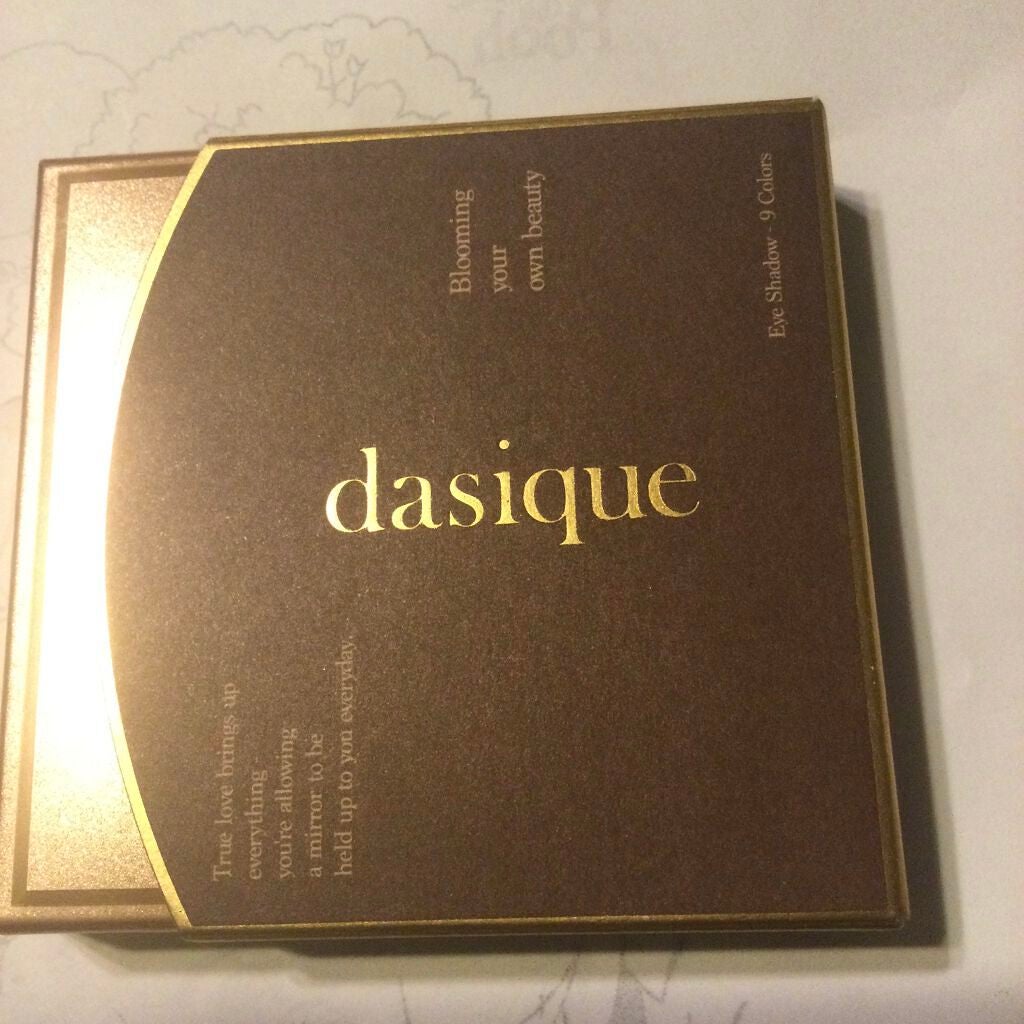 True love brings up
everything -
you're allowing
a mirror to be
held up to you everyday.
dasique
Blooming
your
own beauty
Eye Shadow - 9 Colors